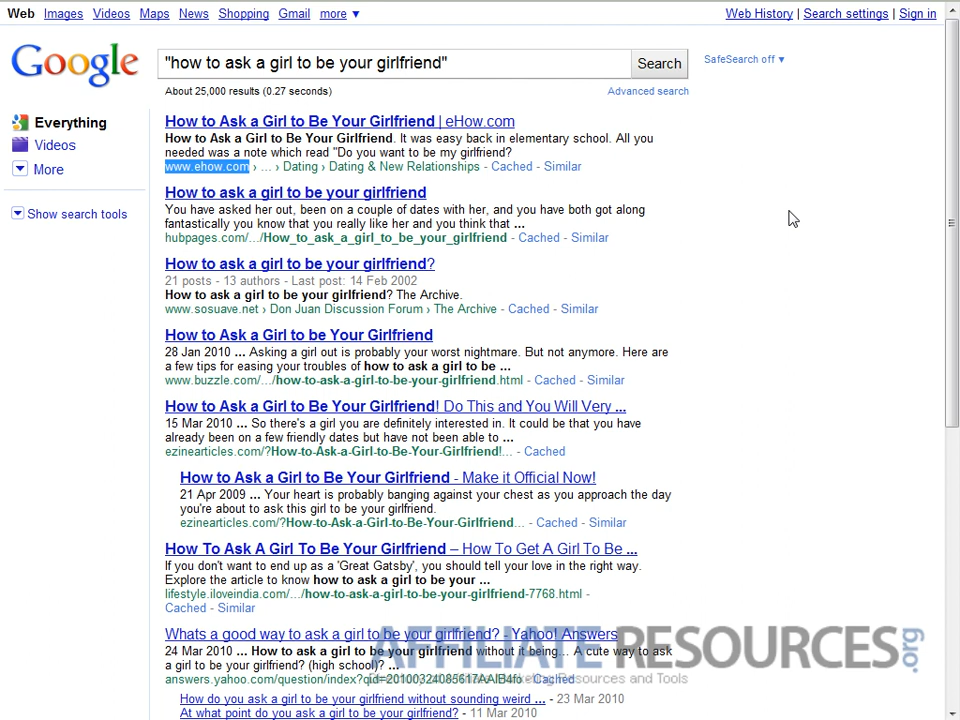 Web Images Videos Maps News Shopping Gmail more ▼
Web History | Search settings | Sign in
Google
"how to ask a girl to be your girlfriend"
Search
SafeSearch off ▼
About 25,000 results (0.27 seconds)
Advanced search
Everything
Videos
More
Show search tools
How to Ask a Girl to Be Your Girlfriend | eHow.com
How to Ask a Girl to Be Your Girlfriend. It was easy back in elementary school. All you
needed was a note which read "Do you want to be my girlfriend?
www.ehow.com › ... › Dating › Dating & New Relationships - Cached - Similar
How to ask a girl to be your girlfriend
You have asked her out, been on a couple of dates with her, and you have both got along
fantastically you know that you really like her and you think that ...
hubpages.com/.../How_to_ask_a_girl_to_be_your_girlfriend - Cached - Similar
How to ask a girl to be your girlfriend?
21 posts - 13 authors - Last post: 14 Feb 2002
How to ask a girl to be your girlfriend? The Archive.
www.sosuave.net › Don Juan Discussion Forum › The Archive - Cached - Similar
How to Ask a Girl to be Your Girlfriend
28 Jan 2010 ... Asking a girl out is probably your worst nightmare. But not anymore. Here are
a few tips for easing your troubles of how to ask a girl to be ...
www.buzzle.com/.../how-to-ask-a-girl-to-be-your-girlfriend.html - Cached - Similar
How to Ask a Girl to Be Your Girlfriend! Do This and You Will Very ...
15 Mar 2010 ... So there's a girl you are definitely interested in. It could be that you have
already been on a few friendly dates but have not been able to ...
ezinearticles.com/?How-to-Ask-a-Girl-to-Be-Your-Girlfriend!... - Cached
How to Ask a Girl to Be Your Girlfriend - Make it Official Now!
21 Apr 2009 ... Your heart is probably banging against your chest as you approach the day
you're about to ask this girl to be your girlfriend.
ezinearticles.com/?How-to-Ask-a-Girl-to-Be-Your-Girlfriend... - Cached - Similar
How To Ask A Girl To Be Your Girlfriend – How To Get A Girl To Be ...
If you don't want to end up as a 'Great Gatsby', you should tell your love in the right way.
Explore the article to know how to ask a girl to be your ...
lifestyle.iloveindia.com/.../how-to-ask-a-girl-to-be-your-girlfriend-7768.html -
Cached - Similar
Whats a good way to ask a girl to be your girlfriend? - Yahoo! Answers
24 Mar 2010 ... How to ask a girl to be your girlfriend without it being... A cute way to ask
a girl to be your girlfriend? (high school)? ...
AFFILIATE RESOURCES.org
Resources and Tools
How do you ask a girl to be your girlfriend without sounding weird ... - 23 Mar 2010
At what point do you ask a girl to be your girlfriend? - 11 Mar 2010